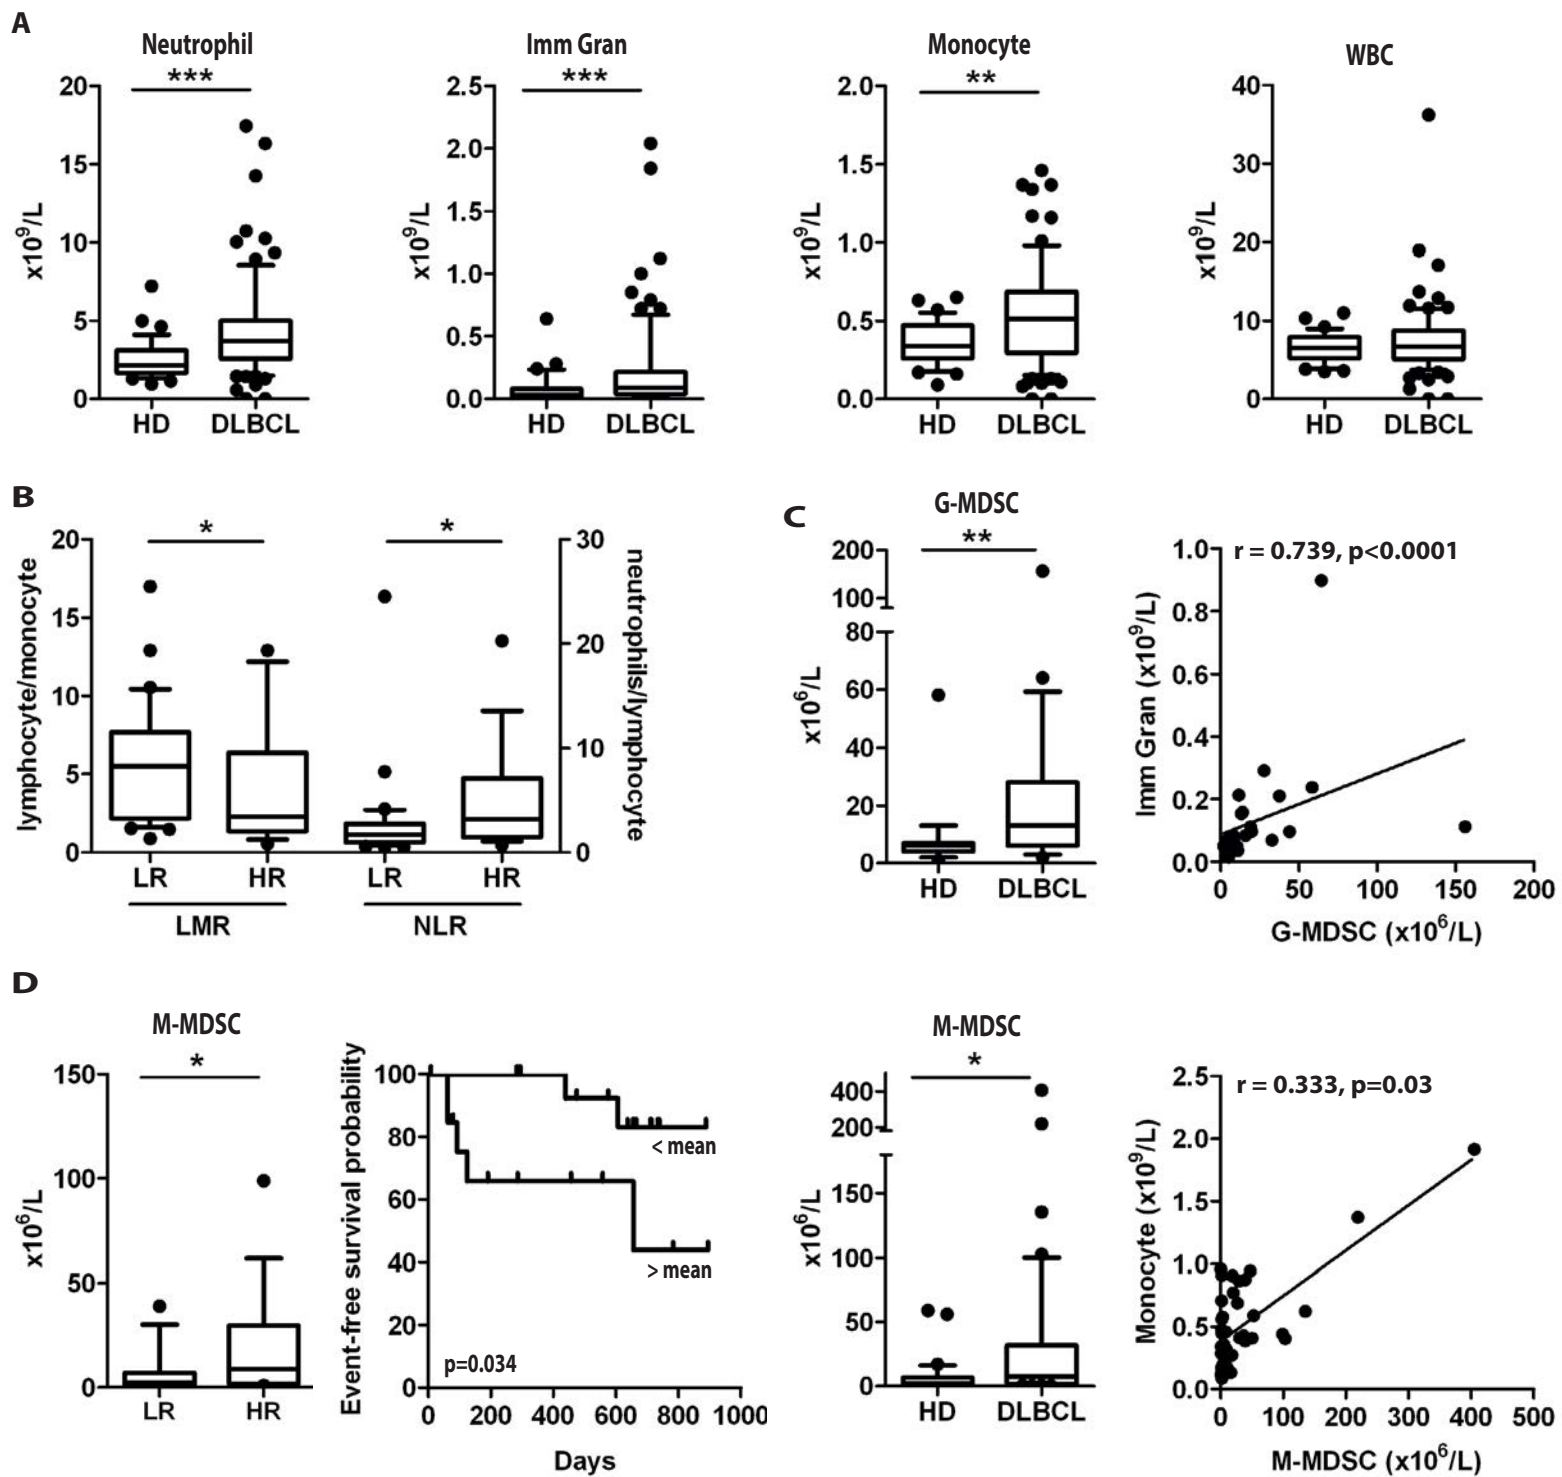 A
Neutrophil
Imm Gran
Monocyte
WBC
***
***
**
20
15
10
5
0
x10⁹/L
HD
DLBCL
2.5
2.0
1.5
1.0
0.5
0.0
x10⁹/L
HD
DLBCL
2.0
1.5
1.0
0.5
0.0
x10⁹/L
HD
DLBCL
40
30
20
10
0
x10⁹/L
HD
DLBCL
B
*
*
20
15
10
5
0
lymphocyte/monocyte
30
20
10
0
neutrophils/lymphocyte
LR
HR
LR
HR
LMR
NLR
C
G-MDSC
**
200
100
80
60
40
20
0
x10⁶/L
HD
DLBCL
r = 0.739, p<0.0001
1.0
0.8
0.6
0.4
0.2
0.0
Imm Gran (x10⁹/L)
0
50
100
150
200
G-MDSC (x10⁶/L)
D
M-MDSC
*
150
100
50
0
x10⁶/L
LR
HR
Event-free survival probability
100
80
60
40
20
0
< mean
> mean
p=0.034
0
200
400
600
800
1000
Days
M-MDSC
*
400
200
150
100
50
0
x10⁶/L
HD
DLBCL
r = 0.333, p=0.03
2.5
2.0
1.5
1.0
0.5
0.0
Monocyte (x10⁹/L)
0
100
200
300
400
500
M-MDSC (x10⁶/L)